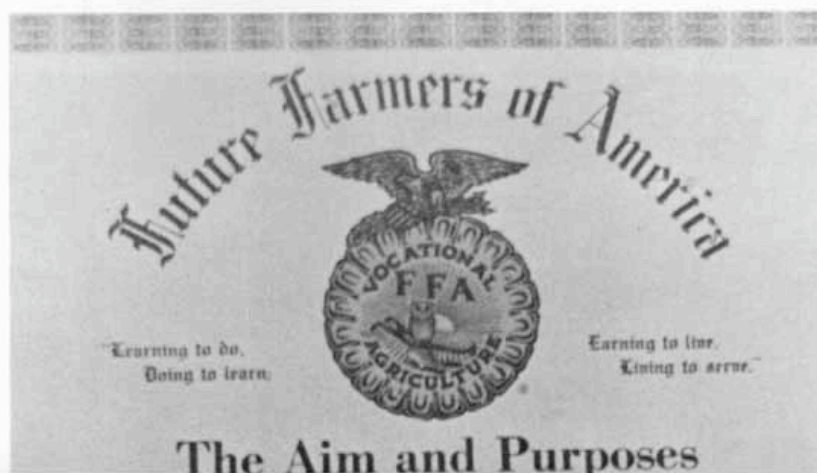 Future Farmers of America
VOCATIONAL
FFA
AGRICULTURE
"Learning to do,
Doing to learn;
Earning to live,
Living to serve."
The Aim and Purposes